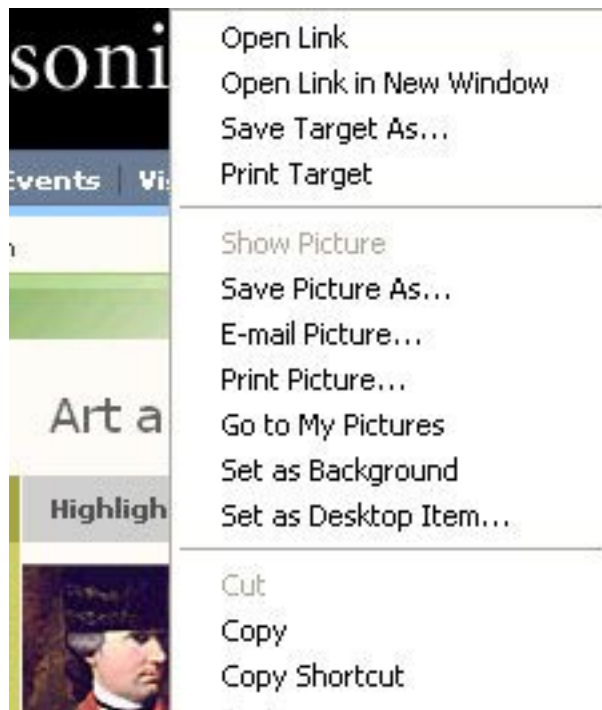 soni
Events | Vi
Art a
Highligh
Open Link
Open Link in New Window
Save Target As...
Print Target
Show Picture
Save Picture As...
E-mail Picture...
Print Picture...
Go to My Pictures
Set as Background
Set as Desktop Item...
Cut
Copy
Copy Shortcut